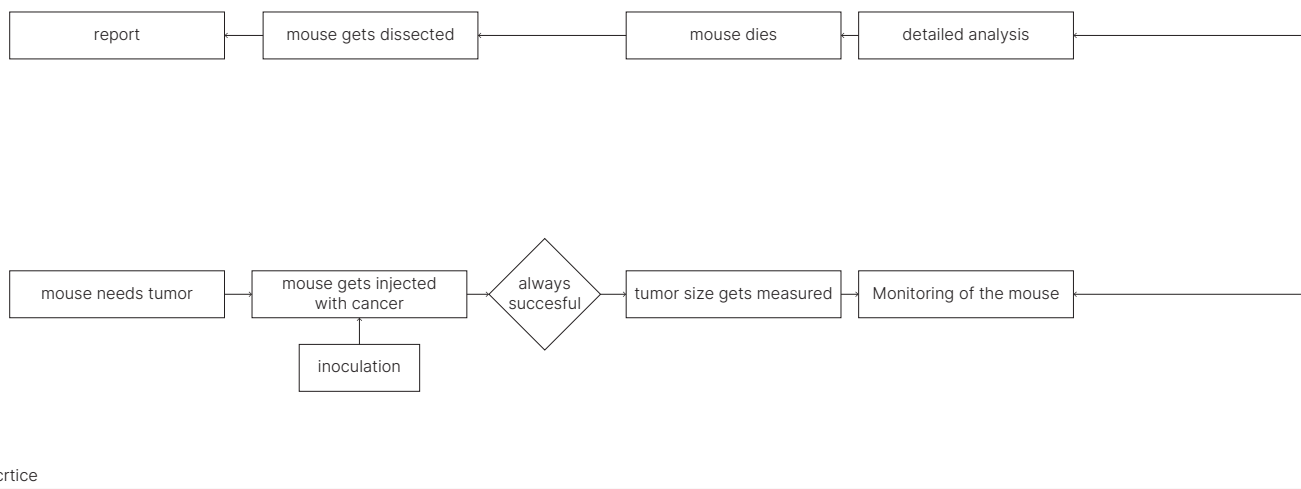 report
mouse gets dissected
mouse dies
detailed analysis
mouse needs tumor
mouse gets injected
with cancer
always
succesful
tumor size gets measured
Monitoring of the mouse
inoculation
crtice